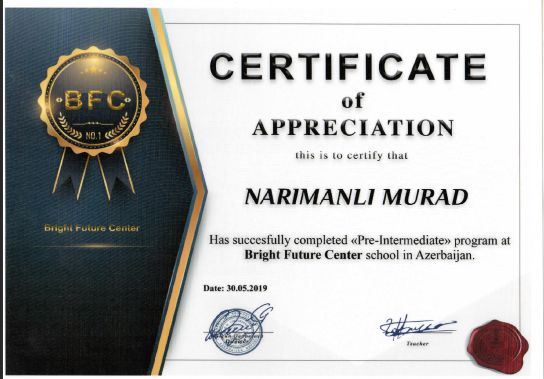 BFC
NO.1
Bright Future Center
CERTIFICATE
of
APPRECIATION
this is to certify that
NARIMANLI MURAD
Has succesfully completed «Pre-Intermediate» program at
Bright Future Center school in Azerbaijan.
Date: 30.05.2019
Teacher